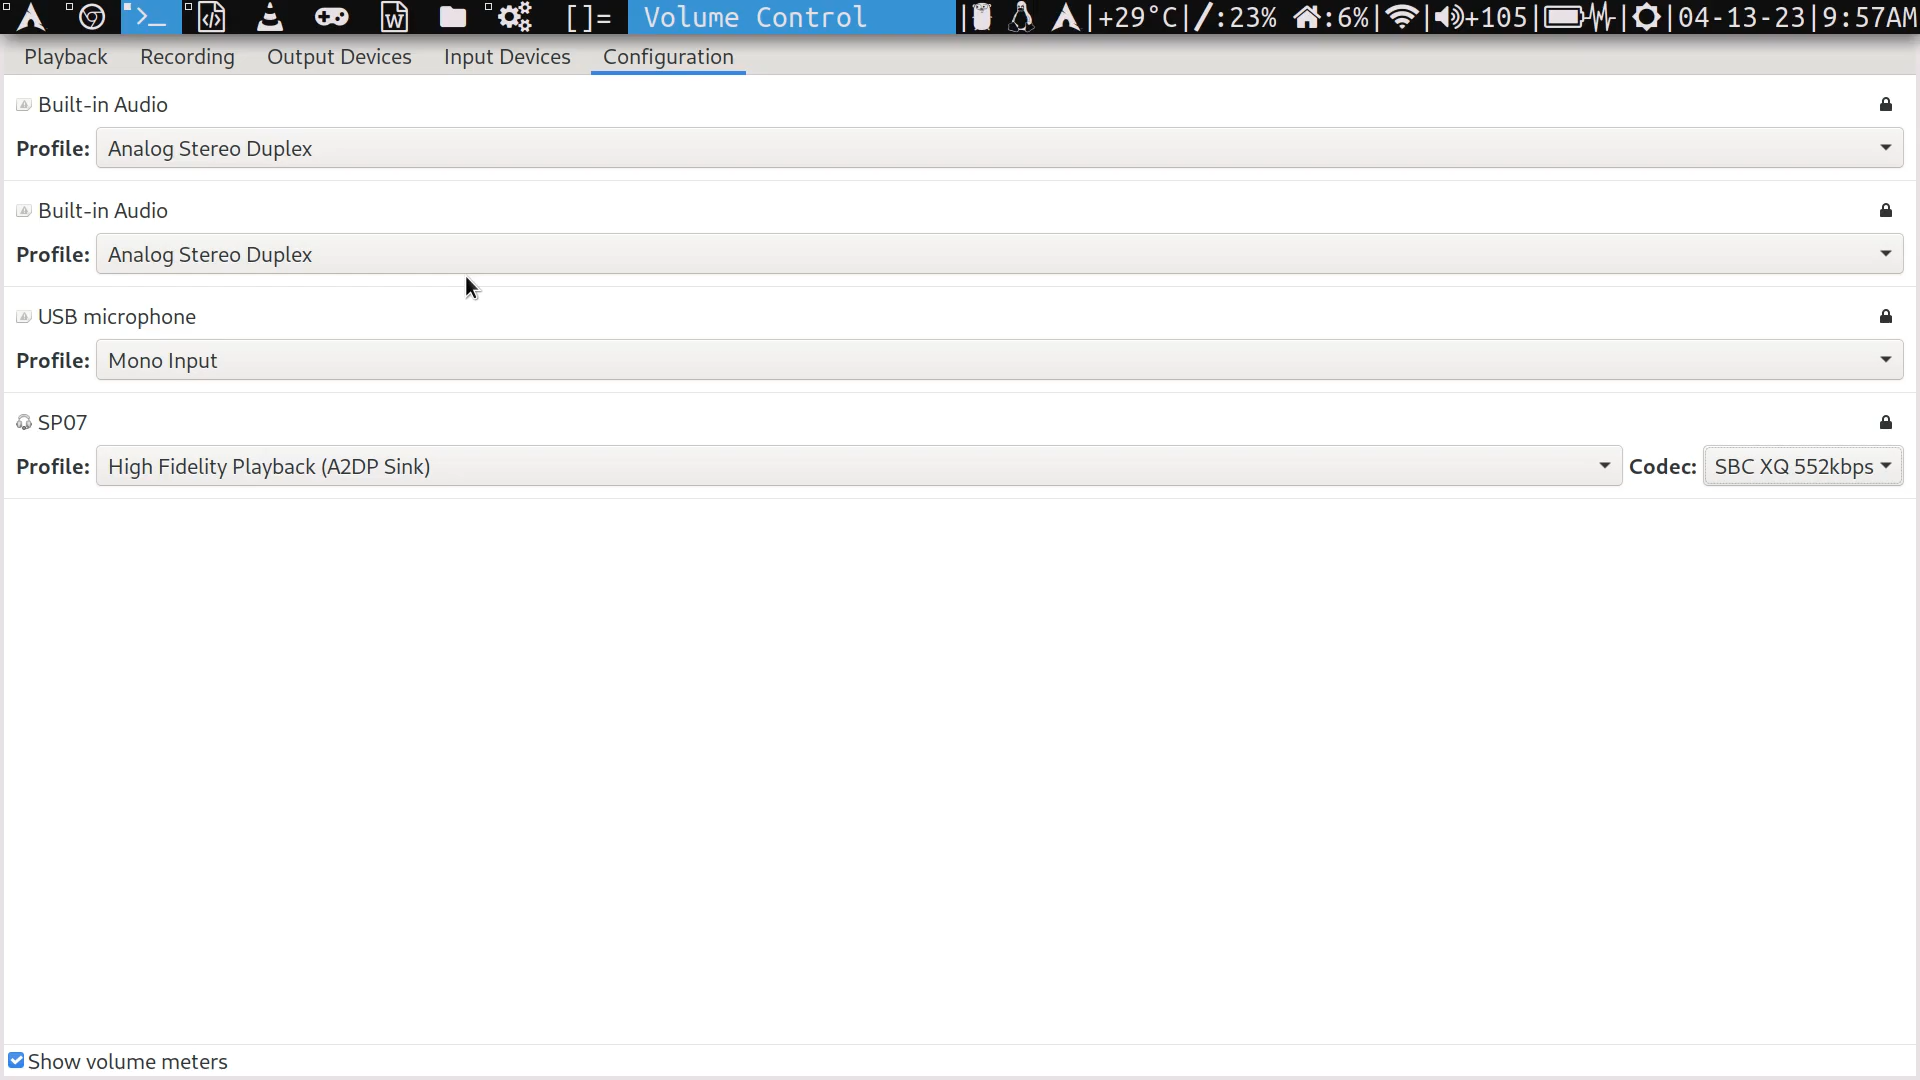 []= Volume Control |+29°C|/:23% :6%| | +105| | |04-13-23|9:57AM
Playback Recording Output Devices Input Devices Configuration
Built-in Audio
Profile: Analog Stereo Duplex
Built-in Audio
Profile: Analog Stereo Duplex
USB microphone
Profile: Mono Input
SP07
Profile: High Fidelity Playback (A2DP Sink) Codec: SBC XQ 552kbps
Show volume meters